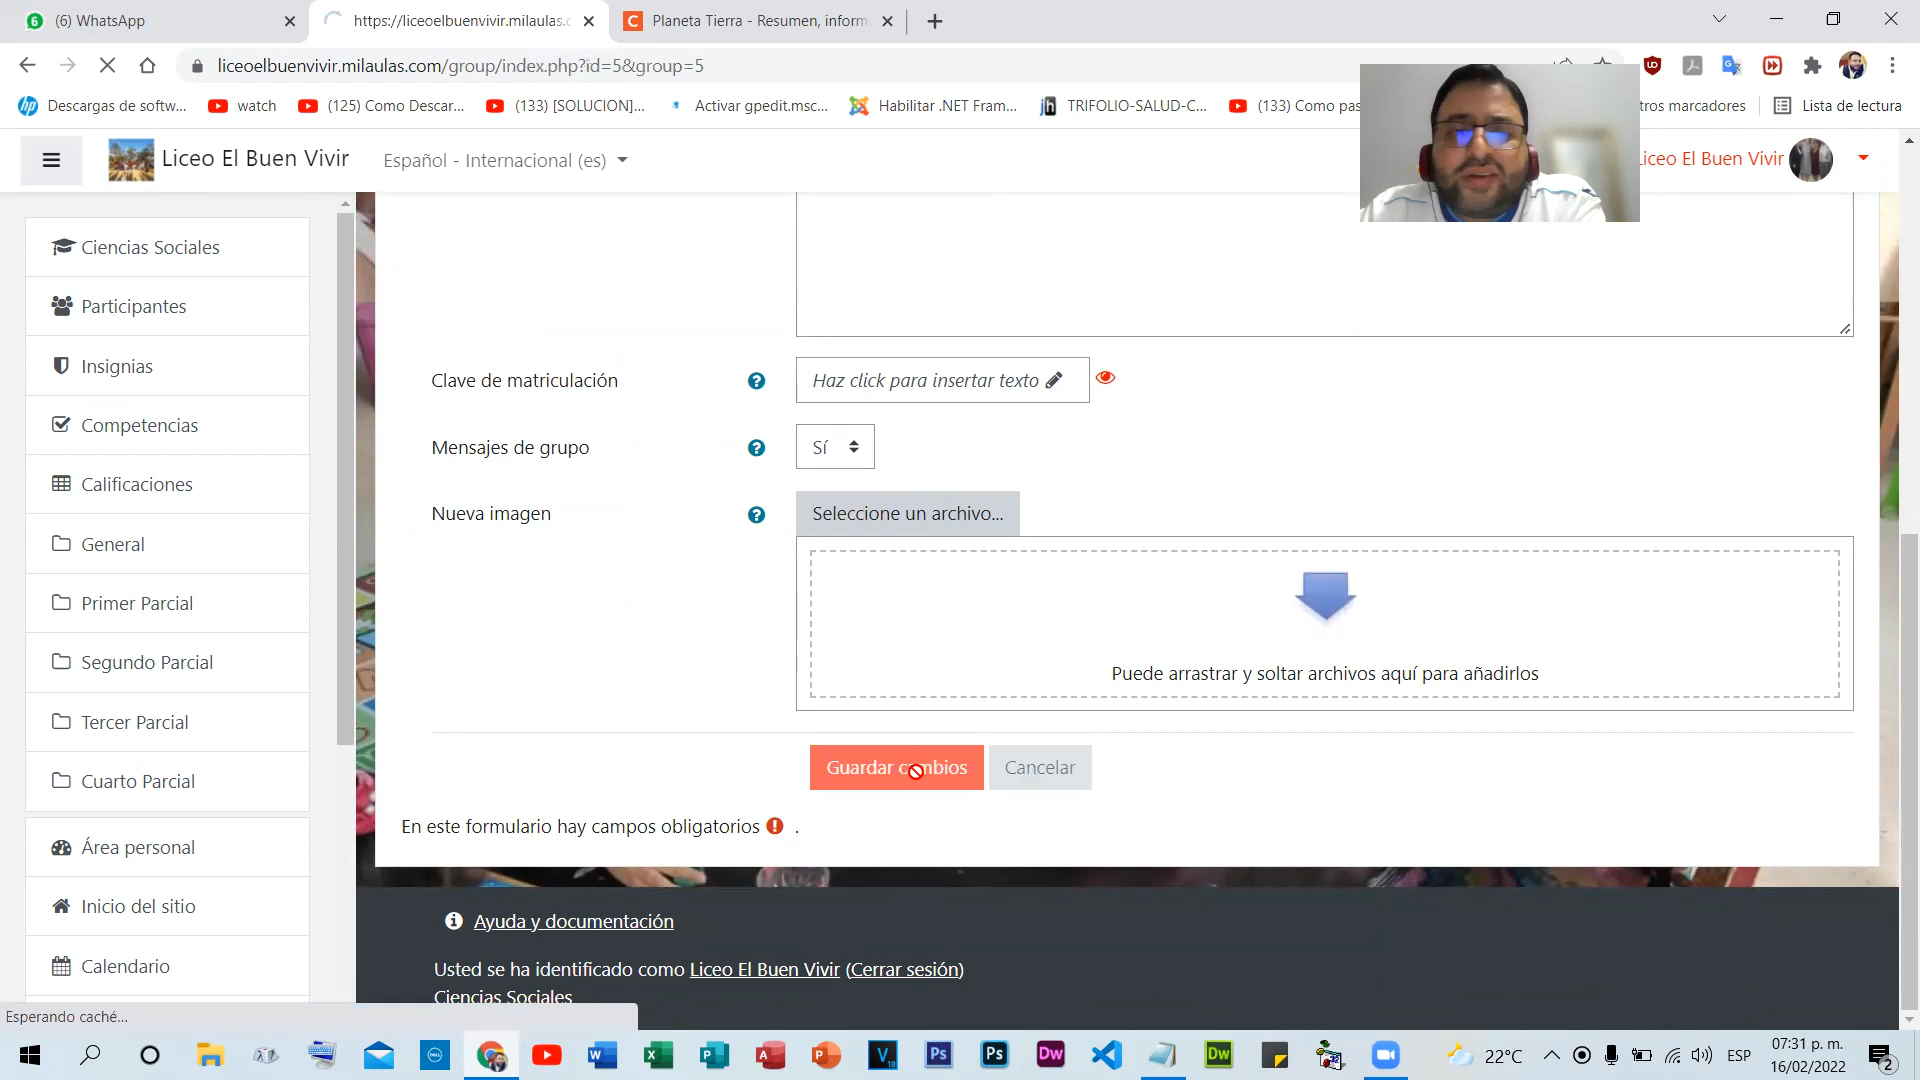 (6) WhatsApp
https://liceoelbuenvivir.milaulas.c
Planeta Tierra - Resumen, inform
liceoelbuenvivir.milaulas.com/group/index.php?id=5&group=5
Descargas de softw...
watch
(125) Como Descar...
(133) [SOLUCION]...
Activar gpedit.msc...
Habilitar .NET Fram...
TRIFOLIO-SALUD-C...
(133) Como pas
tros marcadores
Lista de lectura
Liceo El Buen Vivir
Español - Internacional (es)
Liceo El Buen Vivir
Ciencias Sociales
Participantes
Insignias
Competencias
Calificaciones
General
Primer Parcial
Segundo Parcial
Tercer Parcial
Cuarto Parcial
Área personal
Inicio del sitio
Calendario
Clave de matriculación
Haz click para insertar texto
Mensajes de grupo
Sí
Nueva imagen
Seleccione un archivo...
Puede arrastrar y soltar archivos aquí para añadirlos
Guardar cambios
Cancelar
En este formulario hay campos obligatorios .
Ayuda y documentación
Usted se ha identificado como Liceo El Buen Vivir (Cerrar sesión)
Ciencias Sociales
Esperando caché...
22°C
ESP
07:31 p. m.
16/02/2022
2